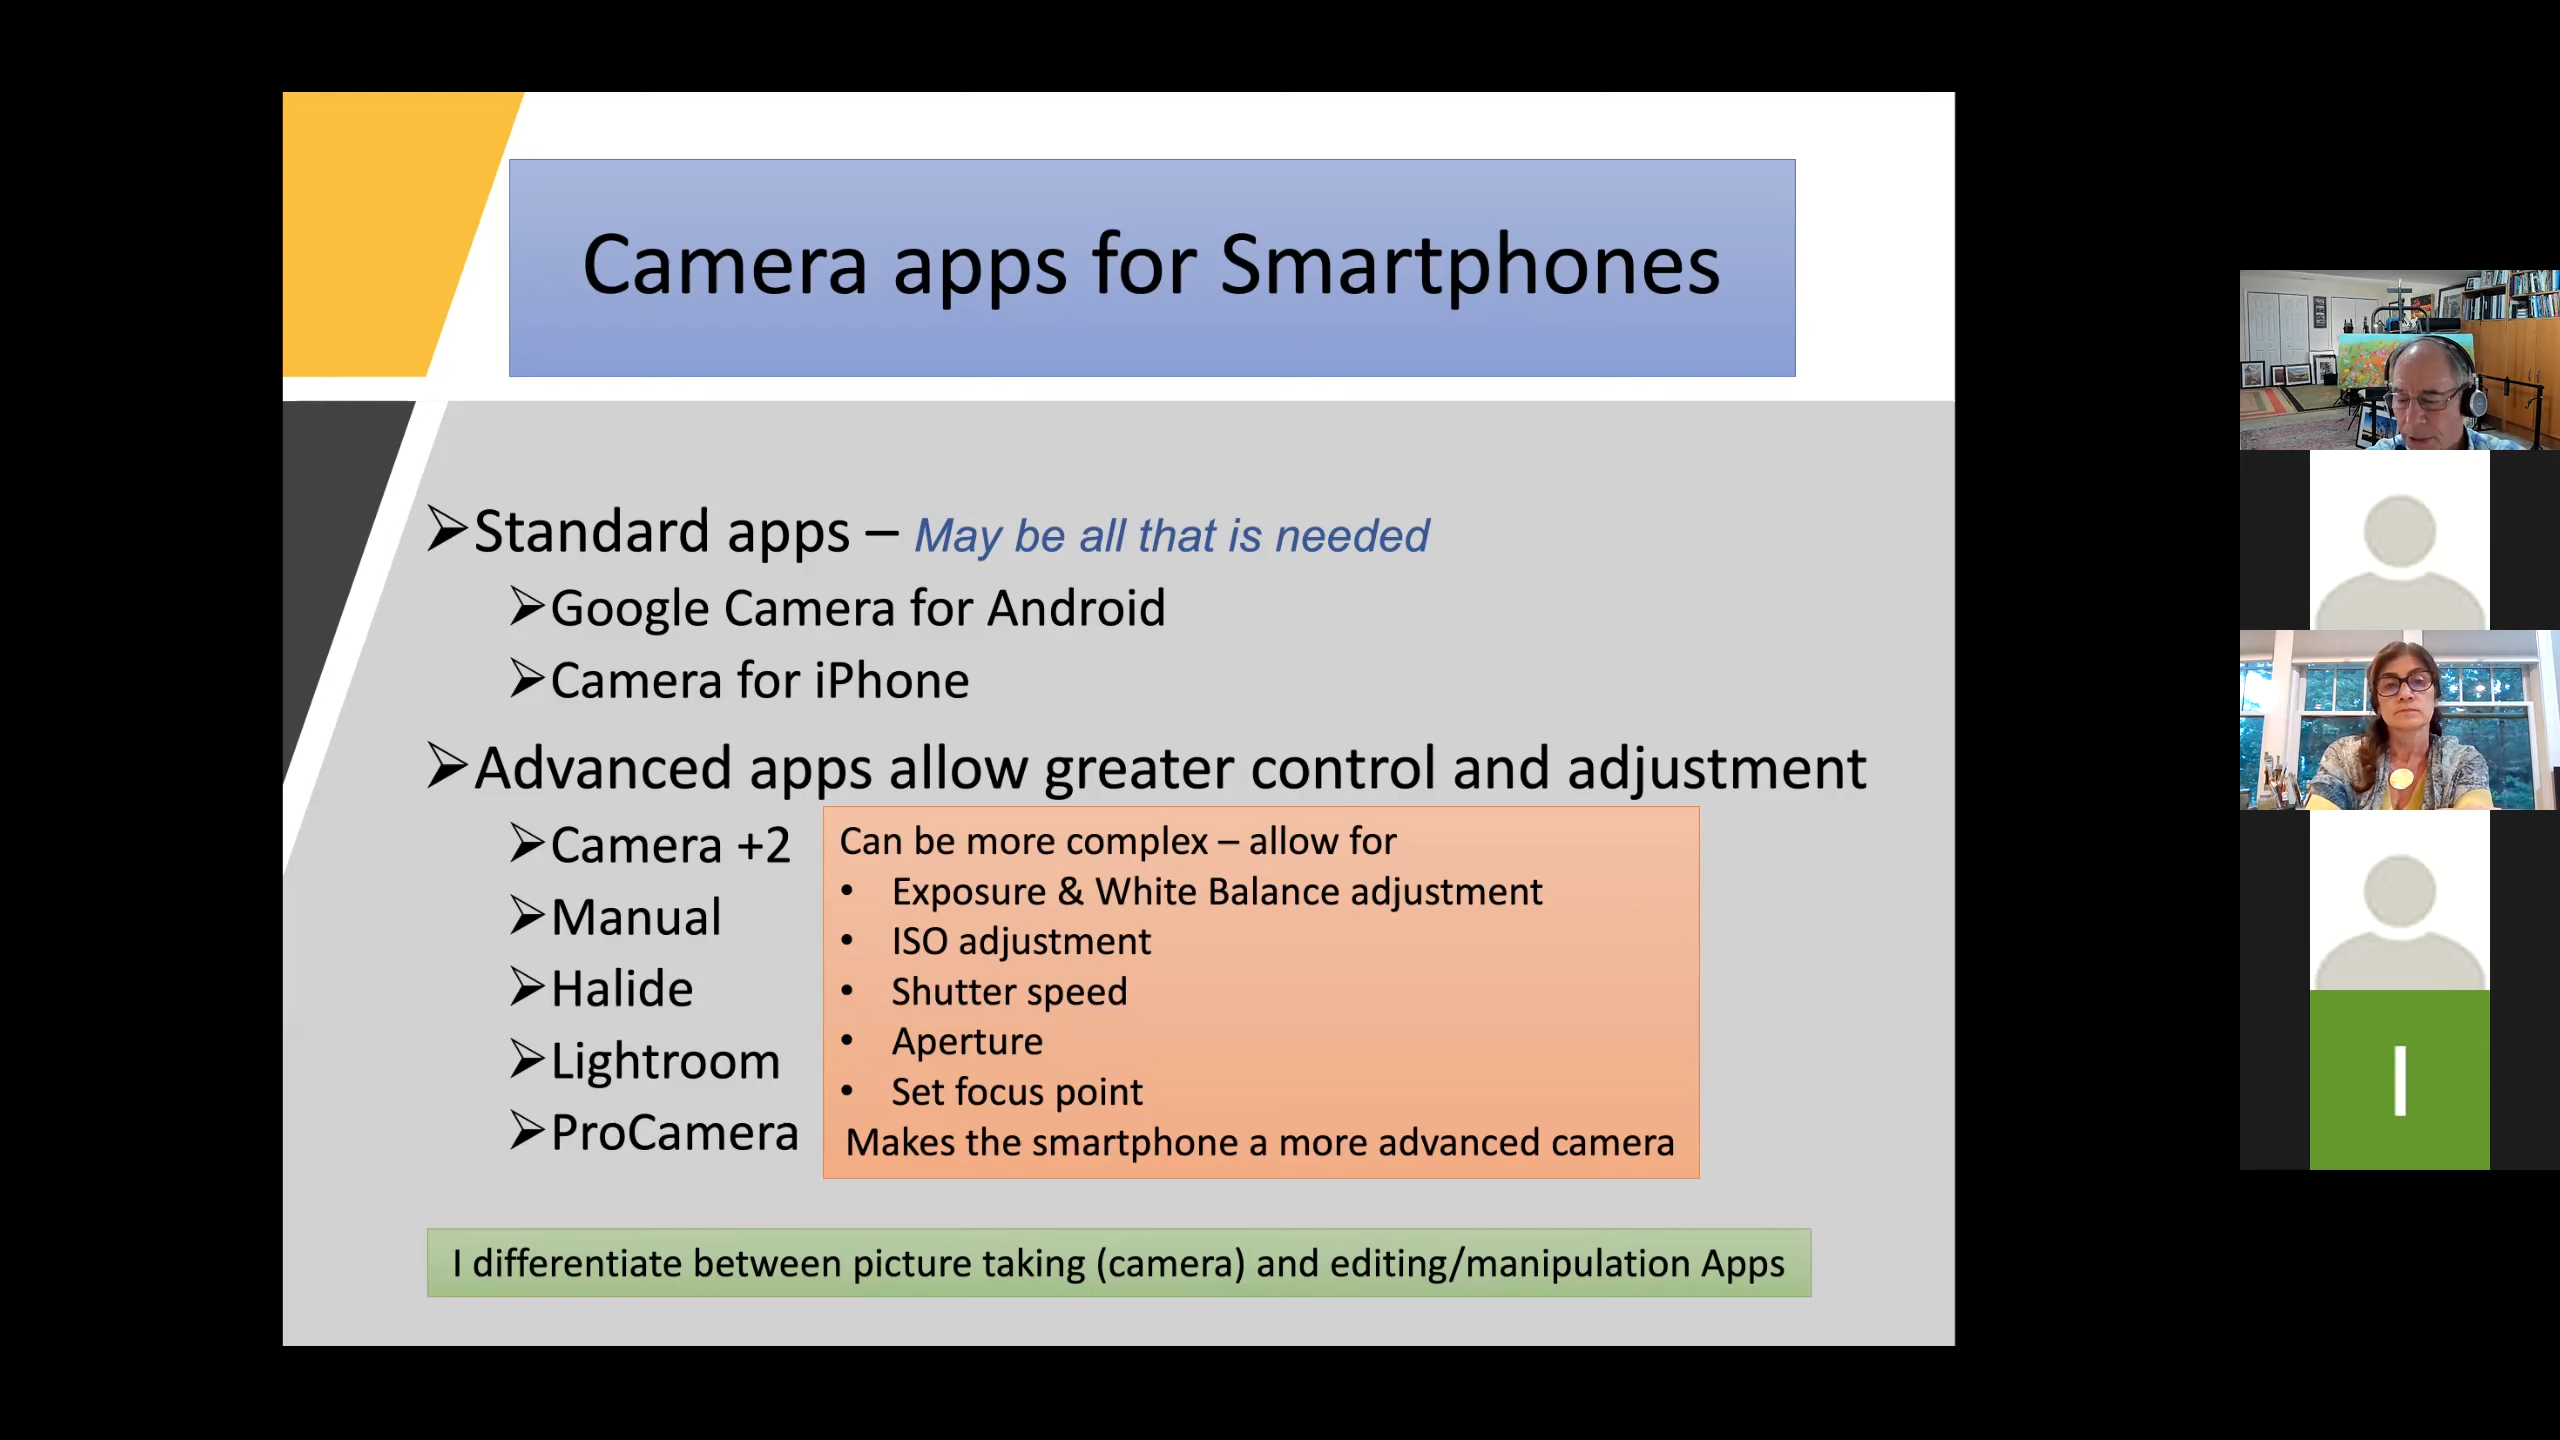 Camera apps for Smartphones
➢Standard apps – May be all that is needed
➢Google Camera for Android
➢Camera for iPhone
➢Advanced apps allow greater control and adjustment
➢Camera +2
➢Manual
➢Halide
➢Lightroom
➢ProCamera
Can be more complex – allow for
• Exposure & White Balance adjustment
• ISO adjustment
• Shutter speed
• Aperture
• Set focus point
Makes the smartphone a more advanced camera
I differentiate between picture taking (camera) and editing/manipulation Apps
I